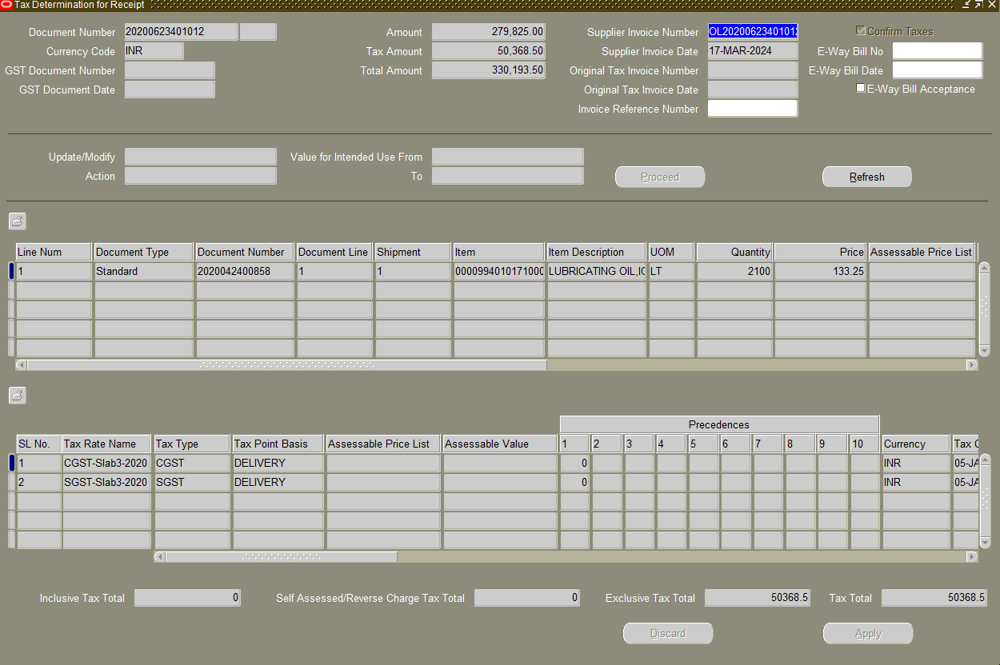 Tax Determination for Receipt
Document Number 20200623401012 Amount 279,825.00 Supplier Invoice Number OL2020062340101 Confirm Taxes
Currency Code INR Tax Amount 50,368.50 Supplier Invoice Date 17-MAR-2024 E-Way Bill No
GST Document Number Total Amount 330,193.50 Original Tax Invoice Number E-Way Bill Date
GST Document Date Original Tax Invoice Date E-Way Bill Acceptance
Invoice Reference Number
Update/Modify Value for Intended Use From
Action To Proceed Refresh
Line Num Document Type Document Number Document Line Shipment Item Item Description UOM Quantity Price Assessable Price List
1 Standard 2020042400858 1 1 000099401017100 LUBRICATING OIL,IC LT 2100 133.25
Precedences
SL No. Tax Rate Name Tax Type Tax Point Basis Assessable Price List Assessable Value 1 2 3 4 5 6 7 8 9 10 Currency Tax
1 CGST-Slab3-2020 CGST DELIVERY 0 INR 05-JA
2 SGST-Slab3-2020 SGST DELIVERY 0 INR 05-JA
Inclusive Tax Total 0 Self Assessed/Reverse Charge Tax Total 0 Exclusive Tax Total 50368.5 Tax Total 50368.5
Discard Apply